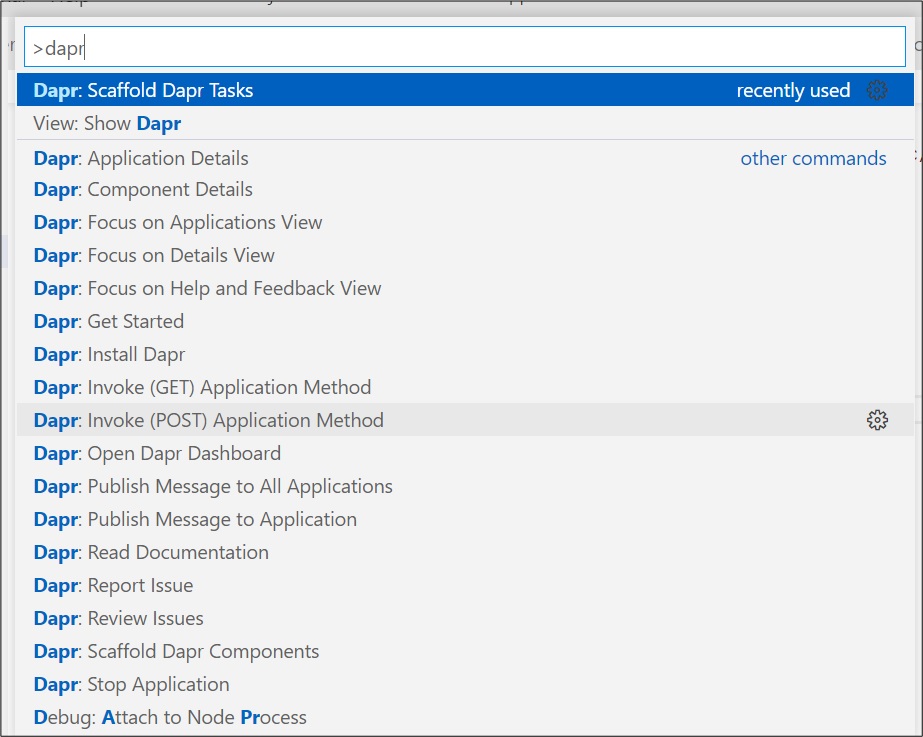 >dapr
Dapr: Scaffold Dapr Tasks recently used
View: Show Dapr
Dapr: Application Details other commands
Dapr: Component Details
Dapr: Focus on Applications View
Dapr: Focus on Details View
Dapr: Focus on Help and Feedback View
Dapr: Get Started
Dapr: Install Dapr
Dapr: Invoke (GET) Application Method
Dapr: Invoke (POST) Application Method
Dapr: Open Dapr Dashboard
Dapr: Publish Message to All Applications
Dapr: Publish Message to Application
Dapr: Read Documentation
Dapr: Report Issue
Dapr: Review Issues
Dapr: Scaffold Dapr Components
Dapr: Stop Application
Debug: Attach to Node Process